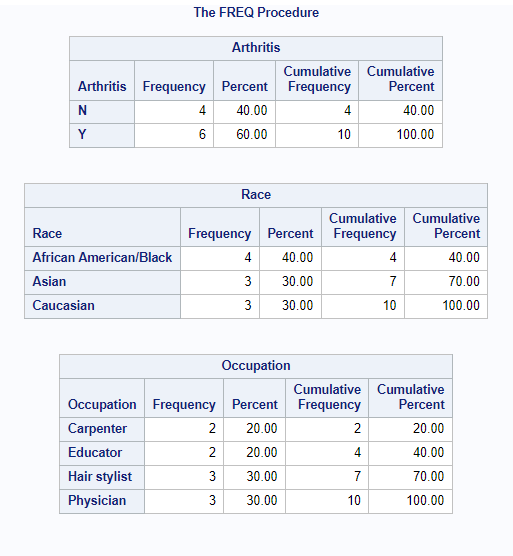 The FREQ Procedure
Arthritis
Arthritis Frequency Percent Cumulative Frequency Cumulative Percent
N 4 40.00 4 40.00
Y 6 60.00 10 100.00
Race
Race Frequency Percent Cumulative Frequency Cumulative Percent
African American/Black 4 40.00 4 40.00
Asian 3 30.00 7 70.00
Caucasian 3 30.00 10 100.00
Occupation
Occupation Frequency Percent Cumulative Frequency Cumulative Percent
Carpenter 2 20.00 2 20.00
Educator 2 20.00 4 40.00
Hair stylist 3 30.00 7 70.00
Physician 3 30.00 10 100.00